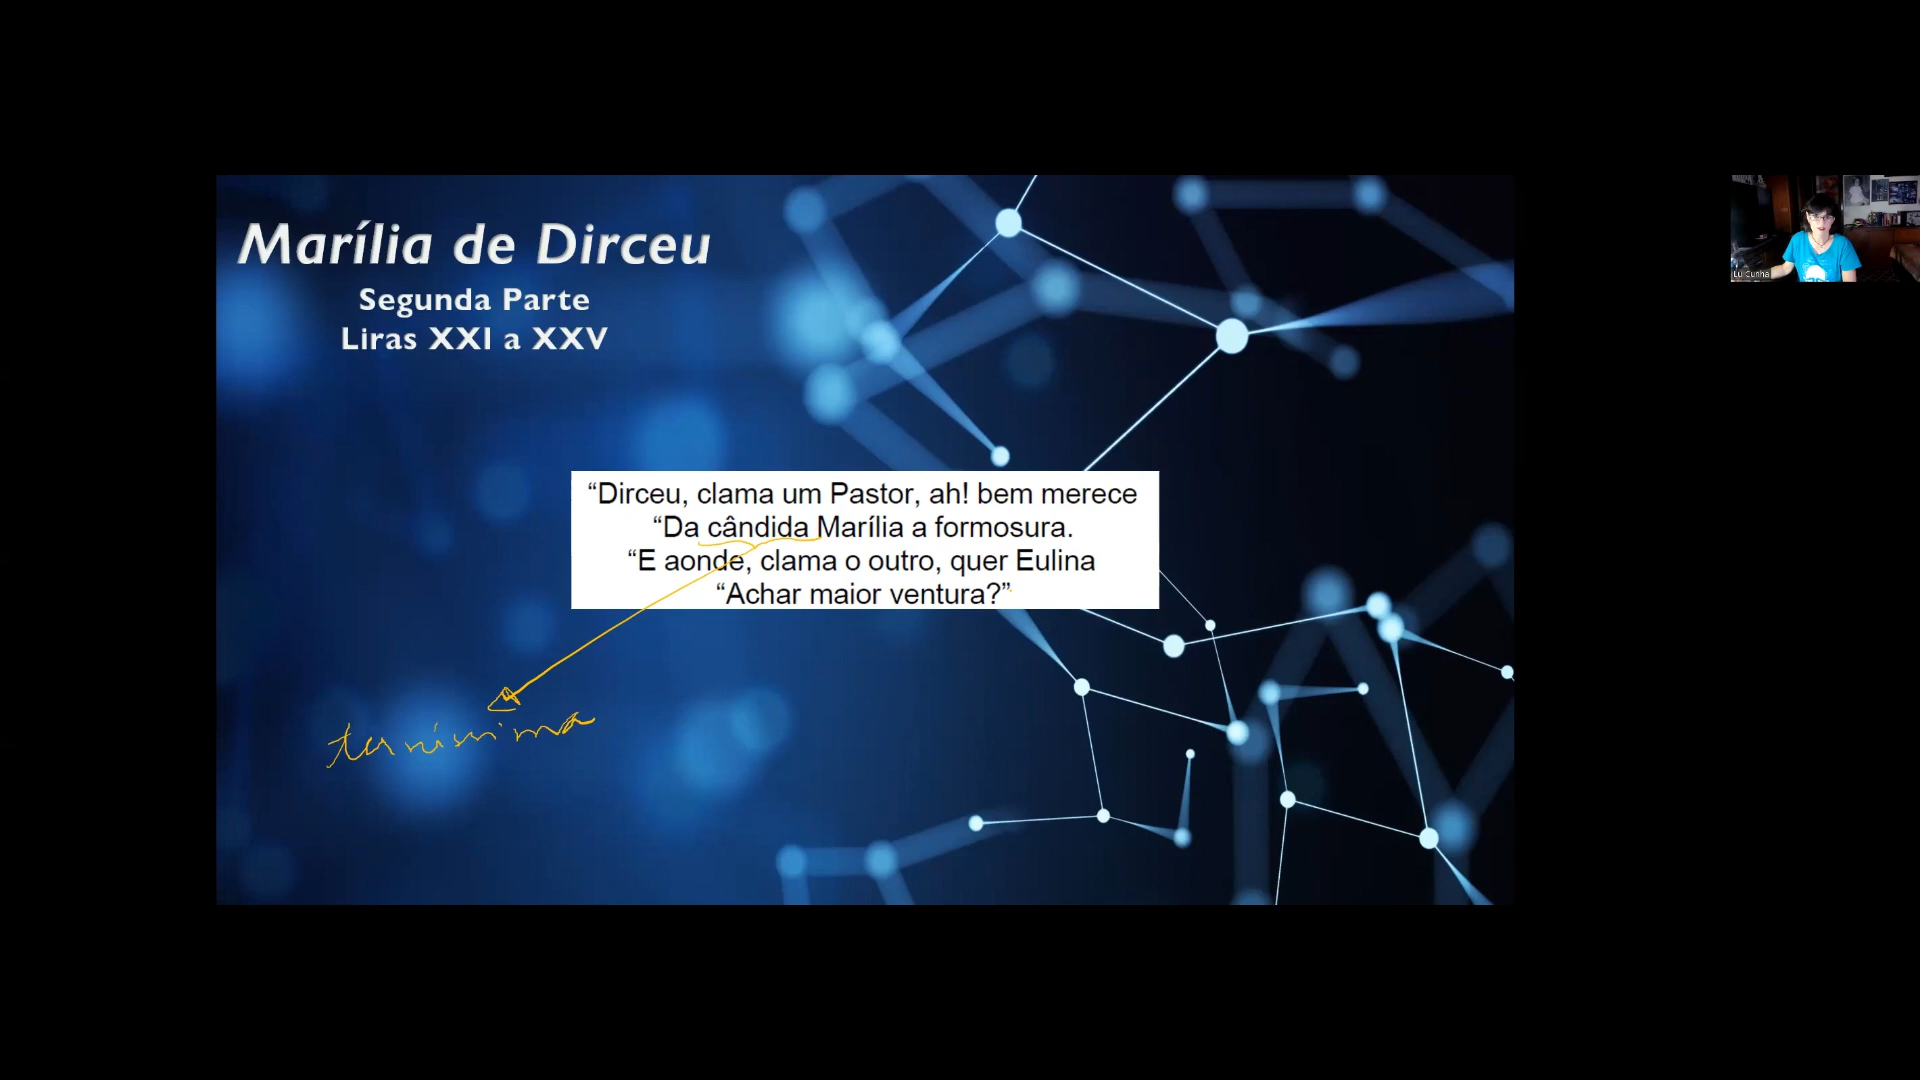 Marília de Dirceu
Segunda Parte
Liras XXI a XXV
“Dirceu, clama um Pastor, ah! bem merece
“Da cândida Marília a formosura.
“E aonde, clama o outro, quer Eulina
“Achar maior ventura?”
Lu Cunha